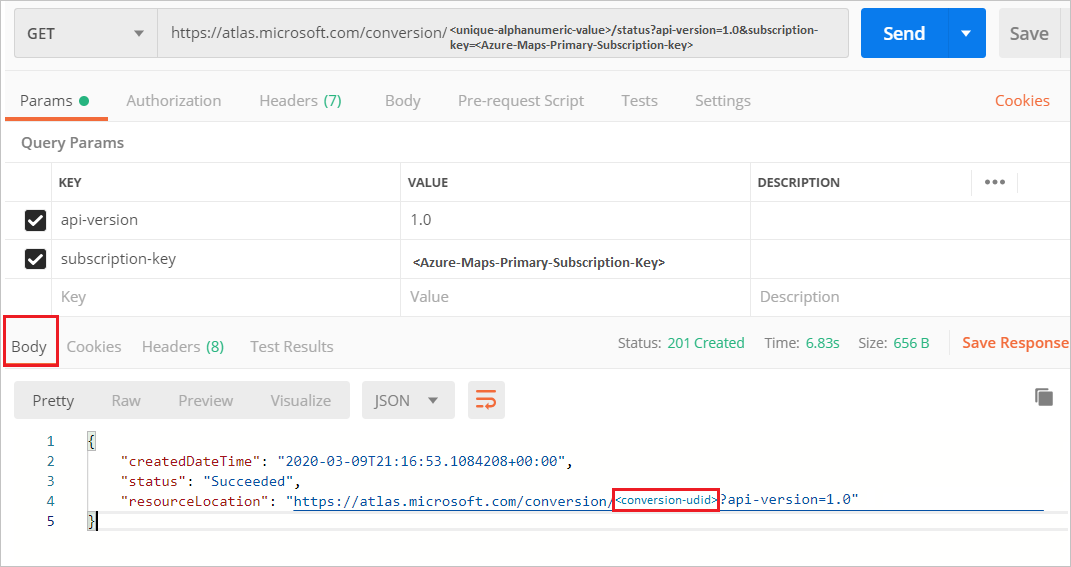 GET https://atlas.microsoft.com/conversion/ <unique-alphanumeric-value>/status?api-version=1.0&subscription-
key=<Azure-Maps-Primary-Subscription-key>
Send Save
Params Authorization Headers (7) Body Pre-request Script Tests Settings Cookies
Query Params
KEY VALUE DESCRIPTION •••
api-version 1.0
subscription-key <Azure-Maps-Primary-Subscription-Key>
Key Value Description
Body Cookies Headers (8) Test Results Status: 201 Created Time: 6.83s Size: 656 B Save Response
Pretty Raw Preview Visualize JSON
1 {
2 "createdDateTime": "2020-03-09T21:16:53.1084208+00:00",
3 "status": "Succeeded",
4 "resourceLocation": "https://atlas.microsoft.com/conversion/<conversion-udid>?api-version=1.0"
5 }